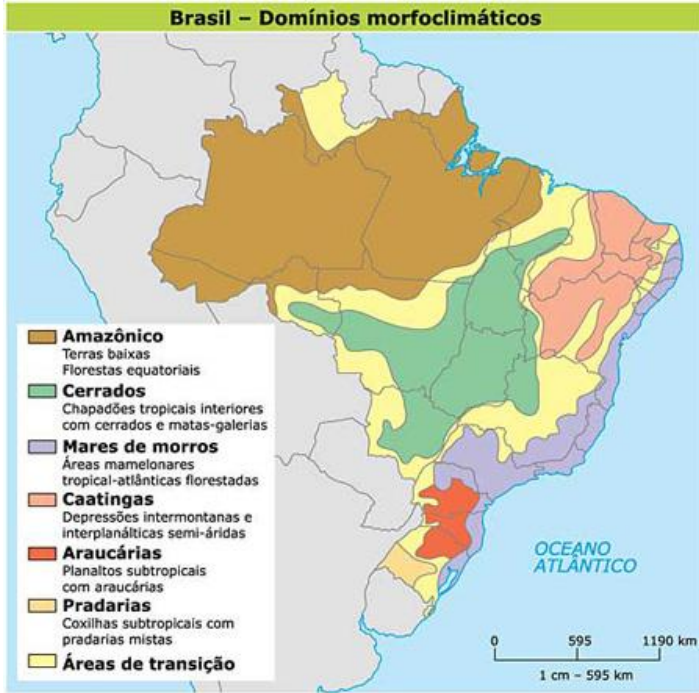 Brasil – Domínios morfoclimáticos
Amazônico
Terras baixas
Florestas equatoriais
Cerrados
Chapadões tropicais interiores
com cerrados e matas-galerias
Mares de morros
Áreas mamelonares
tropical-atlânticas florestadas
Caatingas
Depressões intermontanas e
interplanálticas semi-áridas
Araucárias
Planaltos subtropicais
com araucárias
Pradarias
Coxilhas subtropicais com
pradarias mistas
Áreas de transição
OCEANO
ATLÂNTICO
0 595 1190 km
1 cm – 595 km